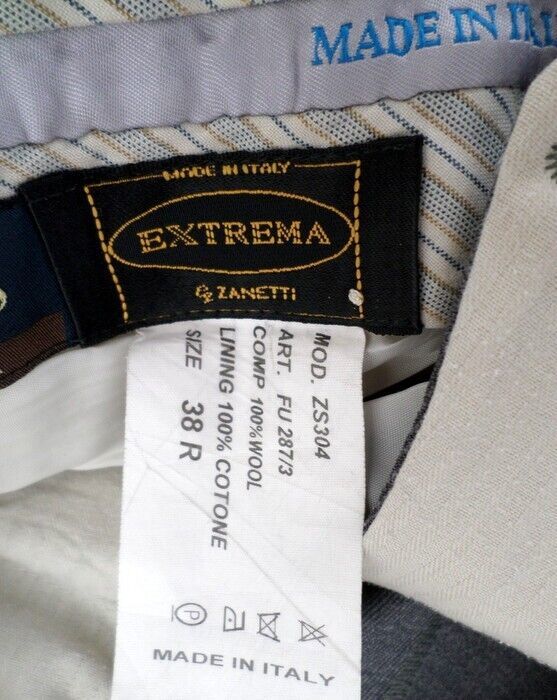 MADE IN ITAL
MADE IN ITALY
EXTREMA
ZANETTI
MOD. ZS304
ART. FU 287/3
COMP 100%WOOL
LINING 100% COTONE
SIZE 38 R
P
MADE IN ITALY